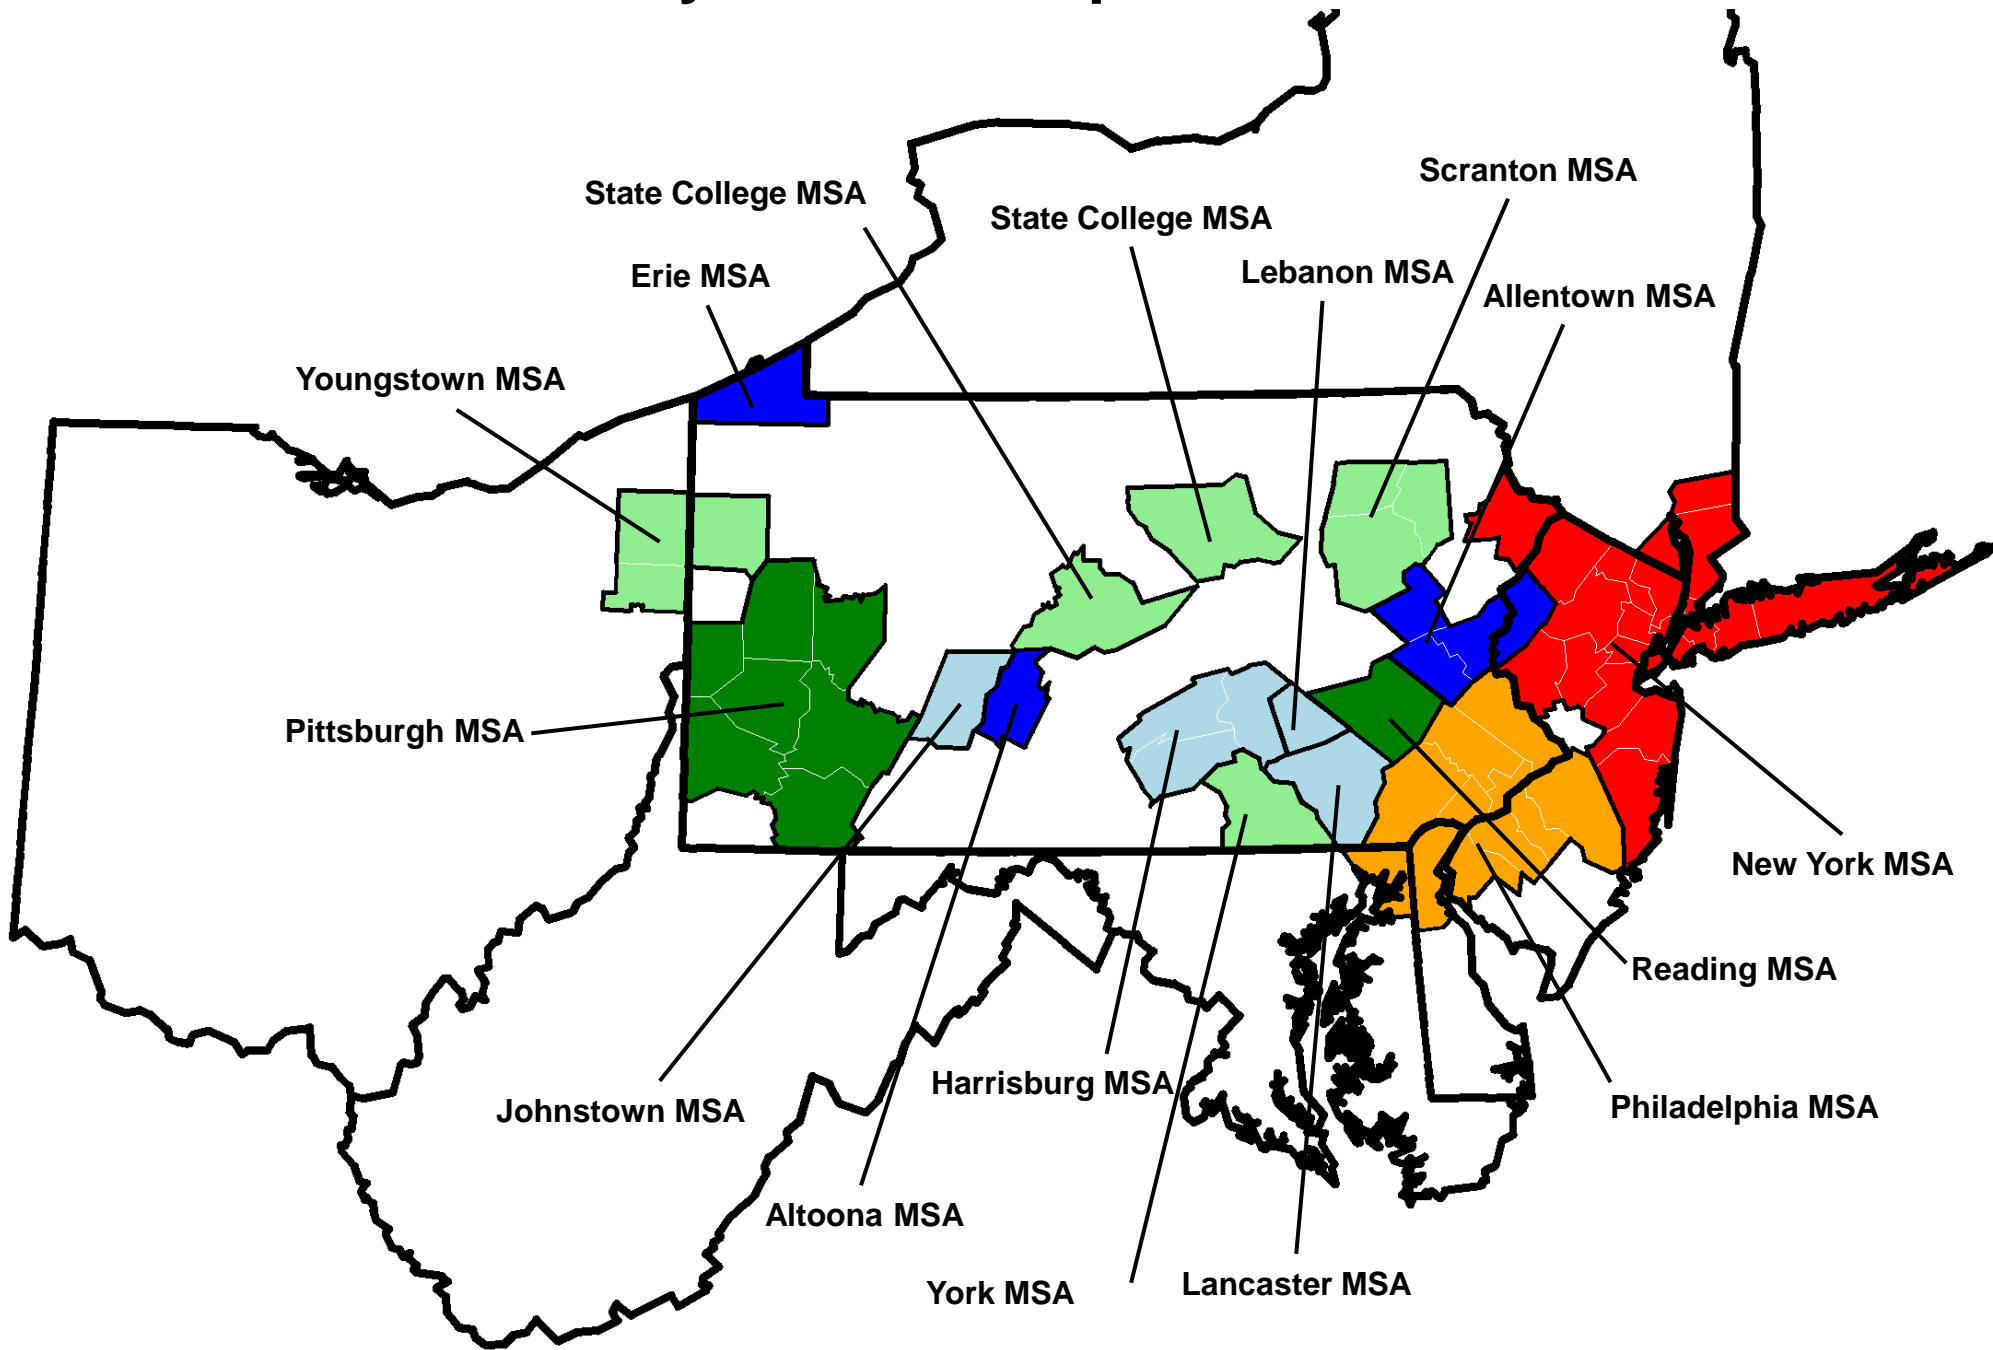 Scranton MSA
State College MSA
State College MSA
Lebanon MSA
Erie MSA
Allentown MSA
Youngstown MSA
Pittsburgh MSA
New York MSA
Reading MSA
Harrisburg MSA
Johnstown MSA
Philadelphia MSA
Altoona MSA
Lancaster MSA
York MSA